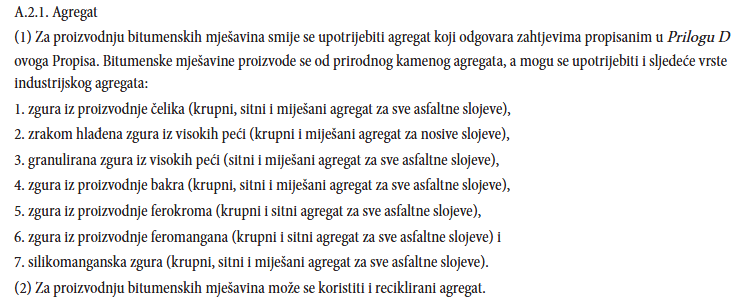 A.2.1. Agregat
(1) Za proizvodnju bitumenskih mješavina smije se upotrijebiti agregat koji odgovara zahtjevima propisanim u Prilogu D
ovoga Propisa. Bitumenske mješavine proizvode se od prirodnog kamenog agregata, a mogu se upotrijebiti i sljedeće vrste
industrijskog agregata:
1. zgura iz proizvodnje čelika (krupni, sitni i miješani agregat za sve asfaltne slojeve),
2. zrakom hlađena zgura iz visokih peći (krupni i miješani agregat za nosive slojeve),
3. granulirana zgura iz visokih peći (sitni i miješani agregat za sve asfaltne slojeve),
4. zgura iz proizvodnje bakra (krupni, sitni i miješani agregat za sve asfaltne slojeve),
5. zgura iz proizvodnje ferokroma (krupni i sitni agregat za sve asfaltne slojeve),
6. zgura iz proizvodnje feromangana (krupni i sitni agregat za sve asfaltne slojeve) i
7. silikomanganska zgura (krupni, sitni i miješani agregat za sve asfaltne slojeve).
(2) Za proizvodnju bitumenskih mješavina može se koristiti i reciklirani agregat.